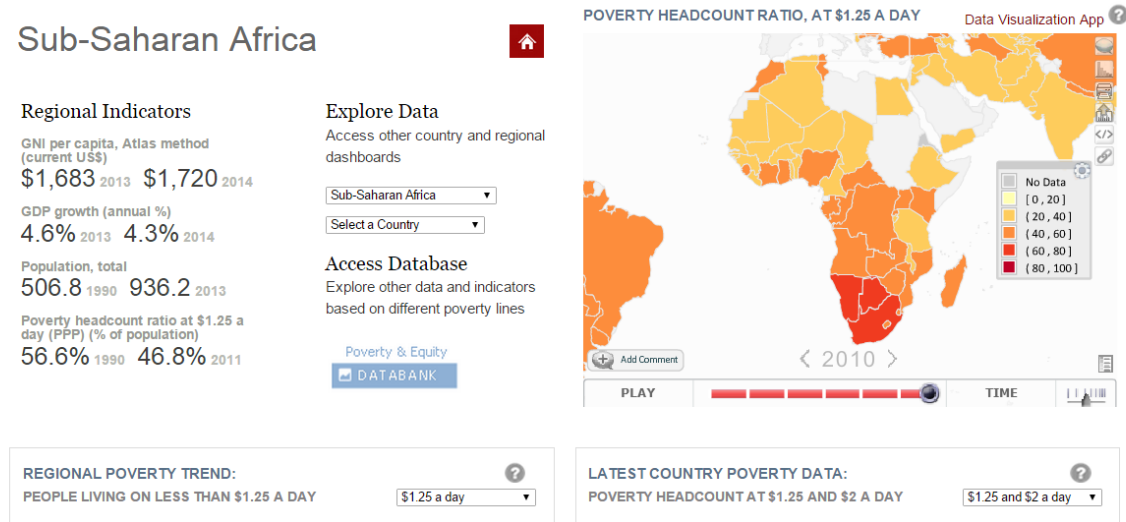 Sub-Saharan Africa
Regional Indicators
GNI per capita, Atlas method
(current US$)
$1,683 2013 $1,720 2014
GDP growth (annual %)
4.6% 2013 4.3% 2014
Population, total
506.8 1990 936.2 2013
Poverty headcount ratio at $1.25 a
day (PPP) (% of population)
56.6% 1990 46.8% 2011
Explore Data
Access other country and regional
dashboards
Sub-Saharan Africa
Select a Country
Access Database
Explore other data and indicators
based on different poverty lines
Poverty & Equity
DATABANK
POVERTY HEADCOUNT RATIO, AT $1.25 A DAY
Data Visualization App ?
</>
No Data
[ 0 , 20 ]
( 20 , 40 ]
( 40 , 60 ]
( 60 , 80 ]
( 80 , 100 ]
Add Comment
< 2010 >
PLAY
TIME
REGIONAL POVERTY TREND: ?
PEOPLE LIVING ON LESS THAN $1.25 A DAY
$1.25 a day
LATEST COUNTRY POVERTY DATA: ?
POVERTY HEADCOUNT AT $1.25 AND $2 A DAY
$1.25 and $2 a day